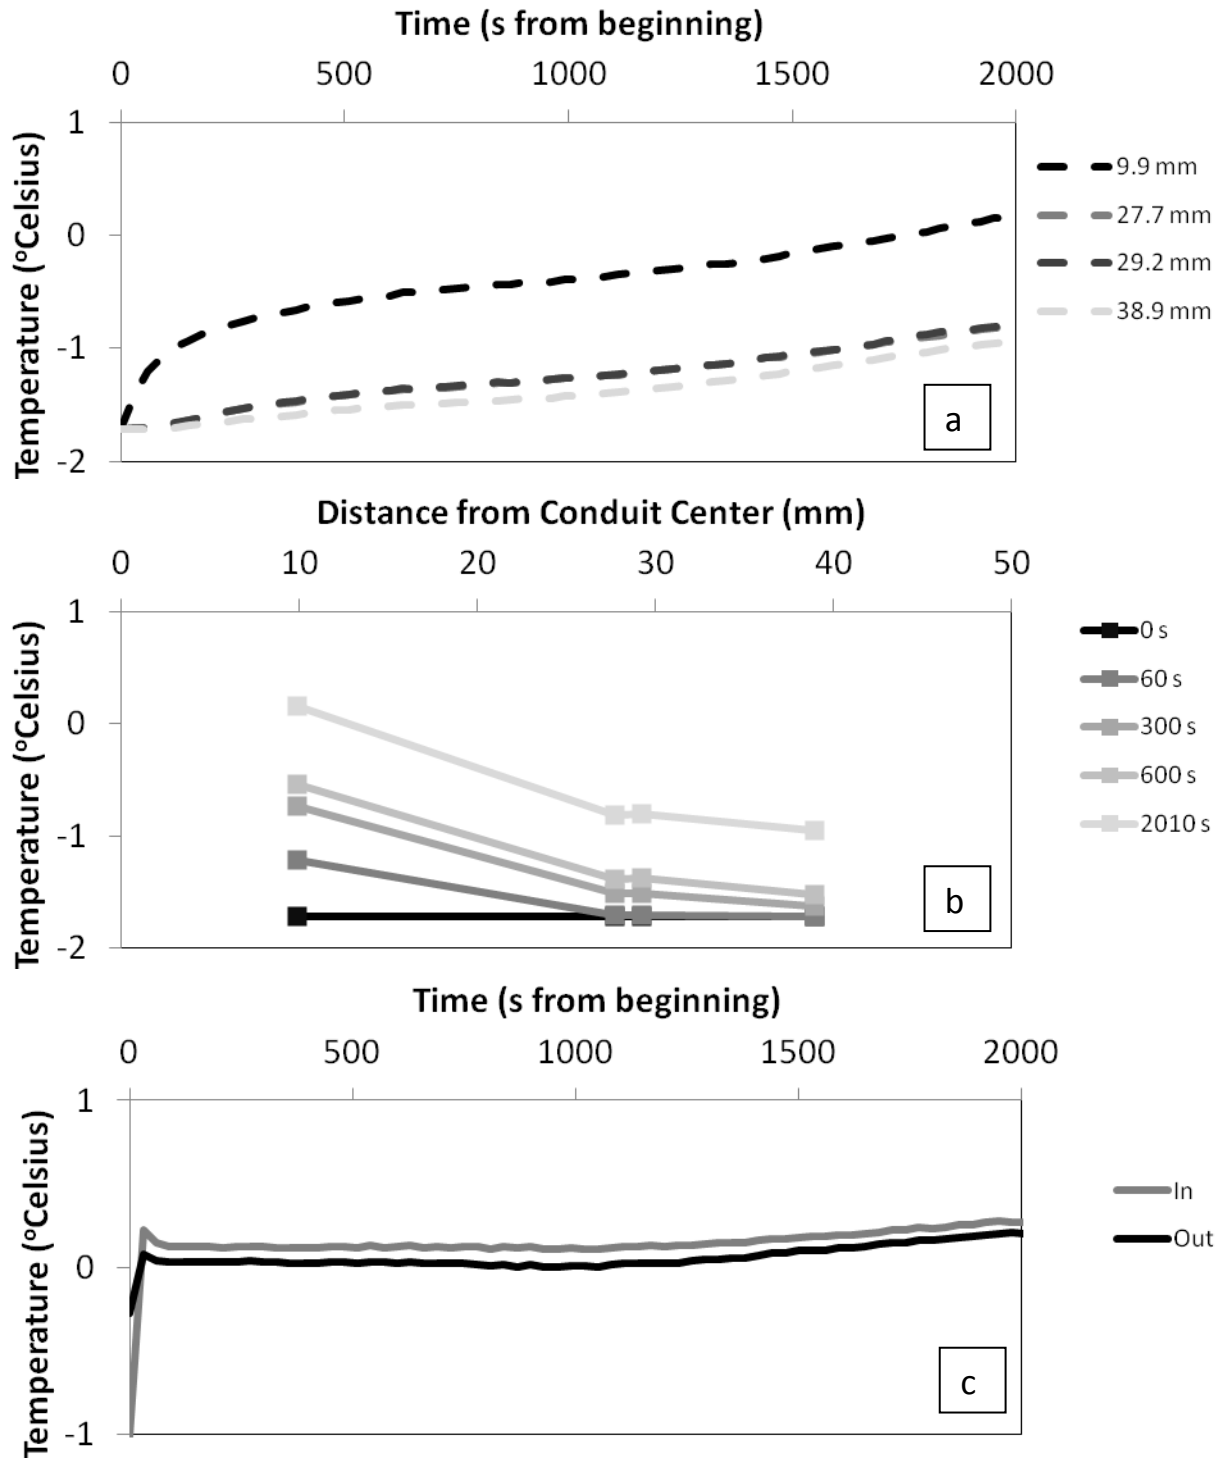 Time (s from beginning)
0 500 1000 1500 2000
Temperature (°Celsius)
1
0
-1
-2
9.9 mm
27.7 mm
29.2 mm
38.9 mm
a
Distance from Conduit Center (mm)
0 10 20 30 40 50
Temperature (°Celsius)
1
0
-1
-2
0 s
60 s
300 s
600 s
2010 s
b
Time (s from beginning)
0 500 1000 1500 2000
Temperature (°Celsius)
1
0
-1
In
Out
c